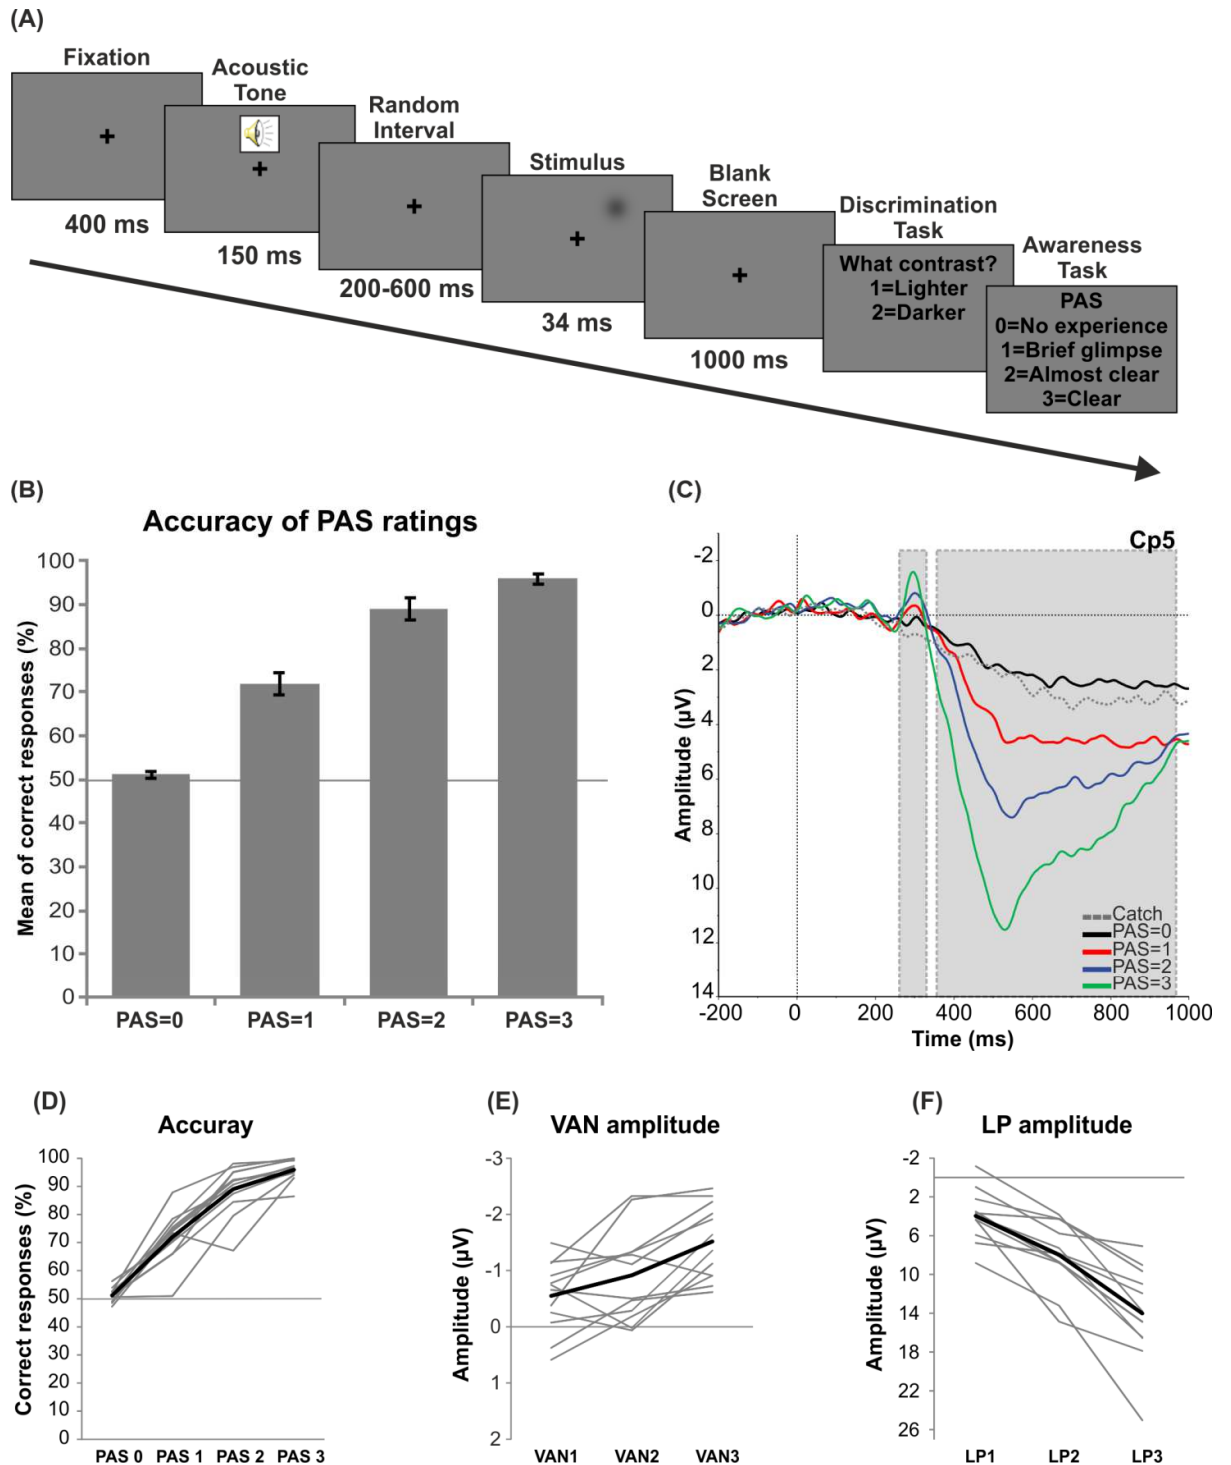 (A)
Fixation
Acoustic
Tone
Random
Interval
Stimulus
Blank
Screen
Discrimination
Task
Awareness
Task
400 ms
150 ms
200-600 ms
34 ms
1000 ms
What contrast?
1=Lighter
2=Darker
PAS
0=No experience
1=Brief glimpse
2=Almost clear
3=Clear
(B)
Accuracy of PAS ratings
Mean of correct responses (%)
100
90
80
70
60
50
40
30
20
10
0
PAS=0 PAS=1 PAS=2 PAS=3
(C)
Cp5
Amplitude (µV)
-2
0
2
4
6
8
10
12
14
-200 0 200 400 600 800 1000
Time (ms)
Catch
PAS=0
PAS=1
PAS=2
PAS=3
(D)
Accuray
Correct responses (%)
100
90
80
70
60
50
40
30
20
10
0
PAS 0 PAS 1 PAS 2 PAS 3
(E)
VAN amplitude
Amplitude (µV)
-3
-2
-1
0
1
2
VAN1 VAN2 VAN3
(F)
LP amplitude
Amplitude (µV)
-2
2
6
10
14
18
22
26
LP1 LP2 LP3